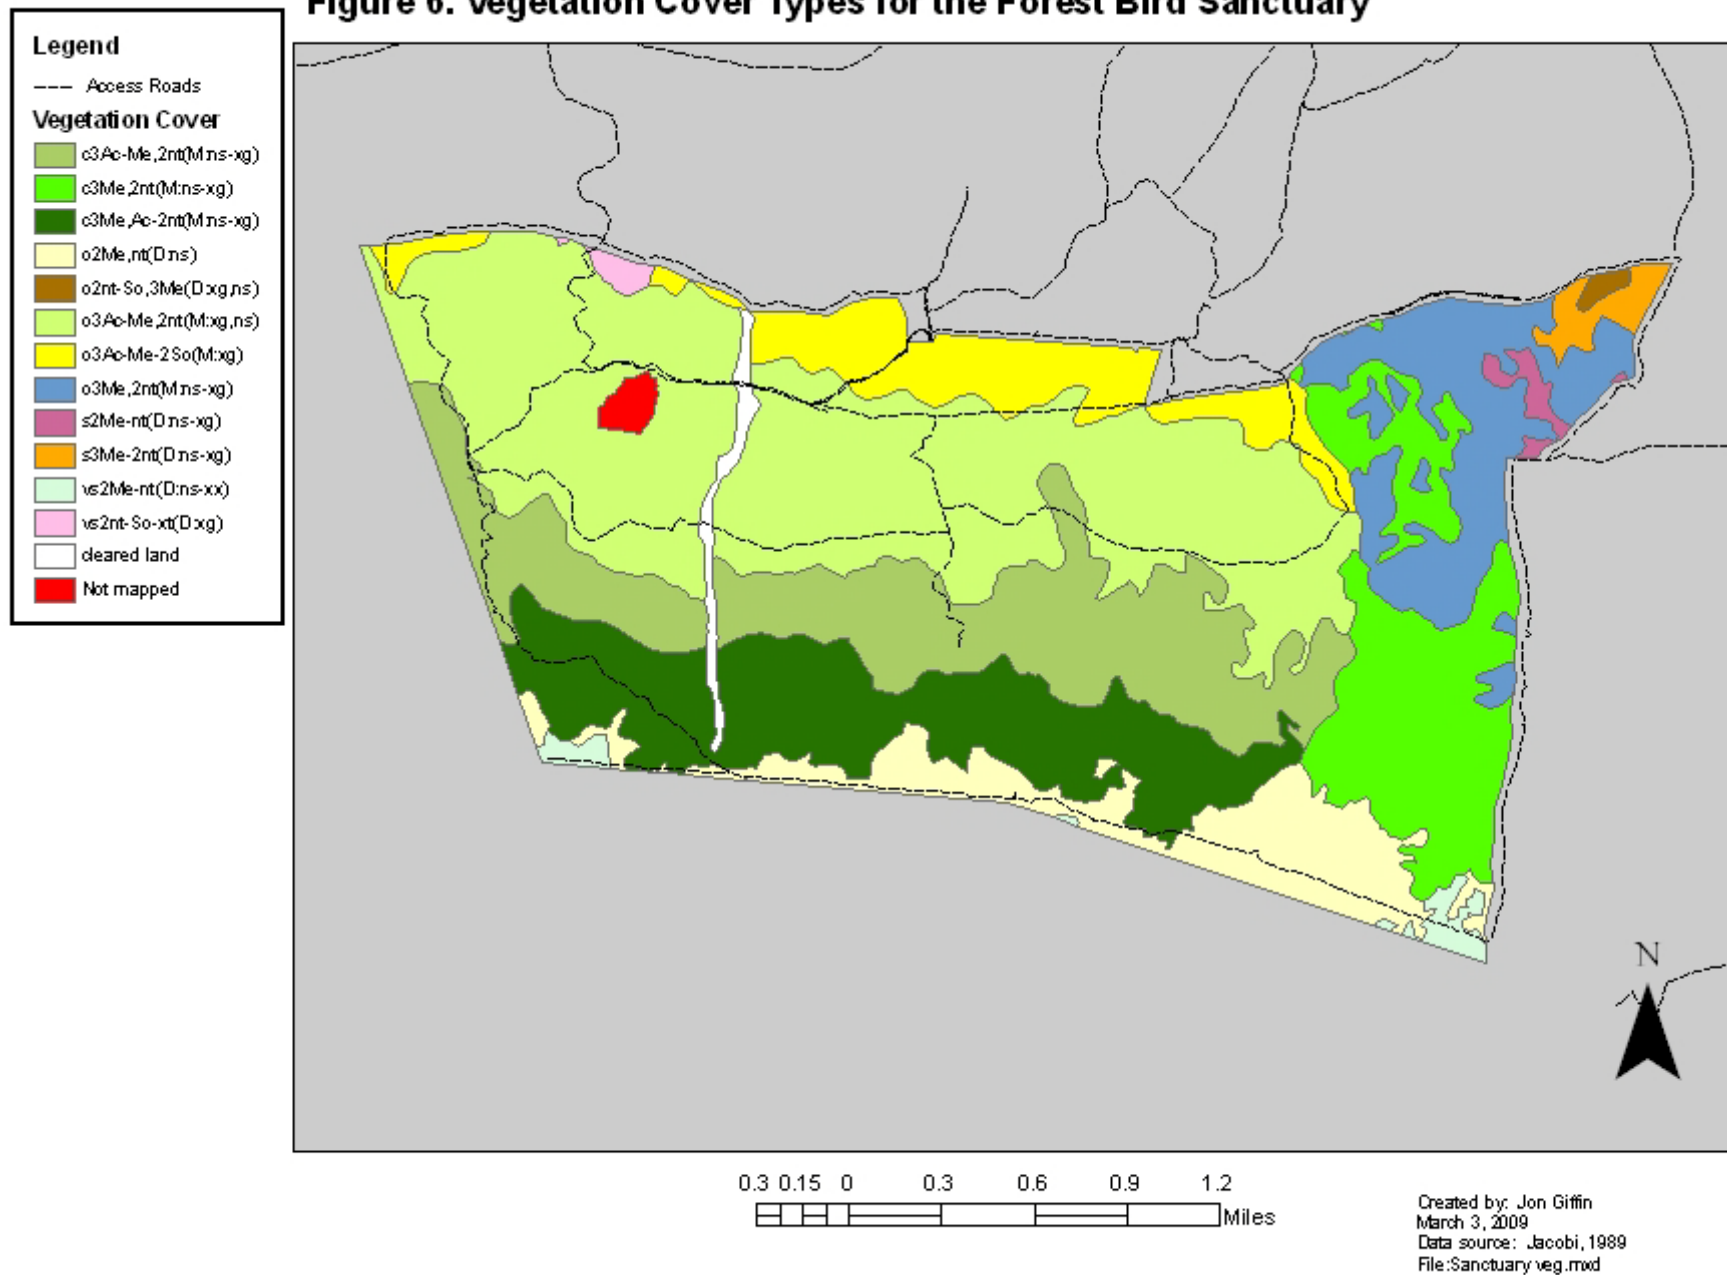 Figure 6. Vegetation Cover Types for the Forest Bird Sanctuary
Legend
Access Roads
Vegetation Cover
c3Ac-Me,2nt(M:ns-xg)
c3Me,2nt(M:ns-xg)
c3Me,Ac-2nt(M:ns-xg)
o2Me,nt(D:ns)
o2nt-So,3Me(D:xg,ns)
o3Ac-Me,2nt(M:xg,ns)
o3Ac-Me-2So(M:xg)
o3Me,2nt(M:ns-xg)
s2Me-nt(D:ns-xg)
s3Me-2nt(D:ns-xg)
vs2Me-nt(D:ns-xx)
vs2nt-So-xt(D:xg)
cleared land
Not mapped
N
0.3 0.15 0 0.3 0.6 0.9 1.2
Miles
Created by: Jon Giffin
March 3, 2009
Data source: Jacobi, 1989
File:Sanctuary veg.mxd